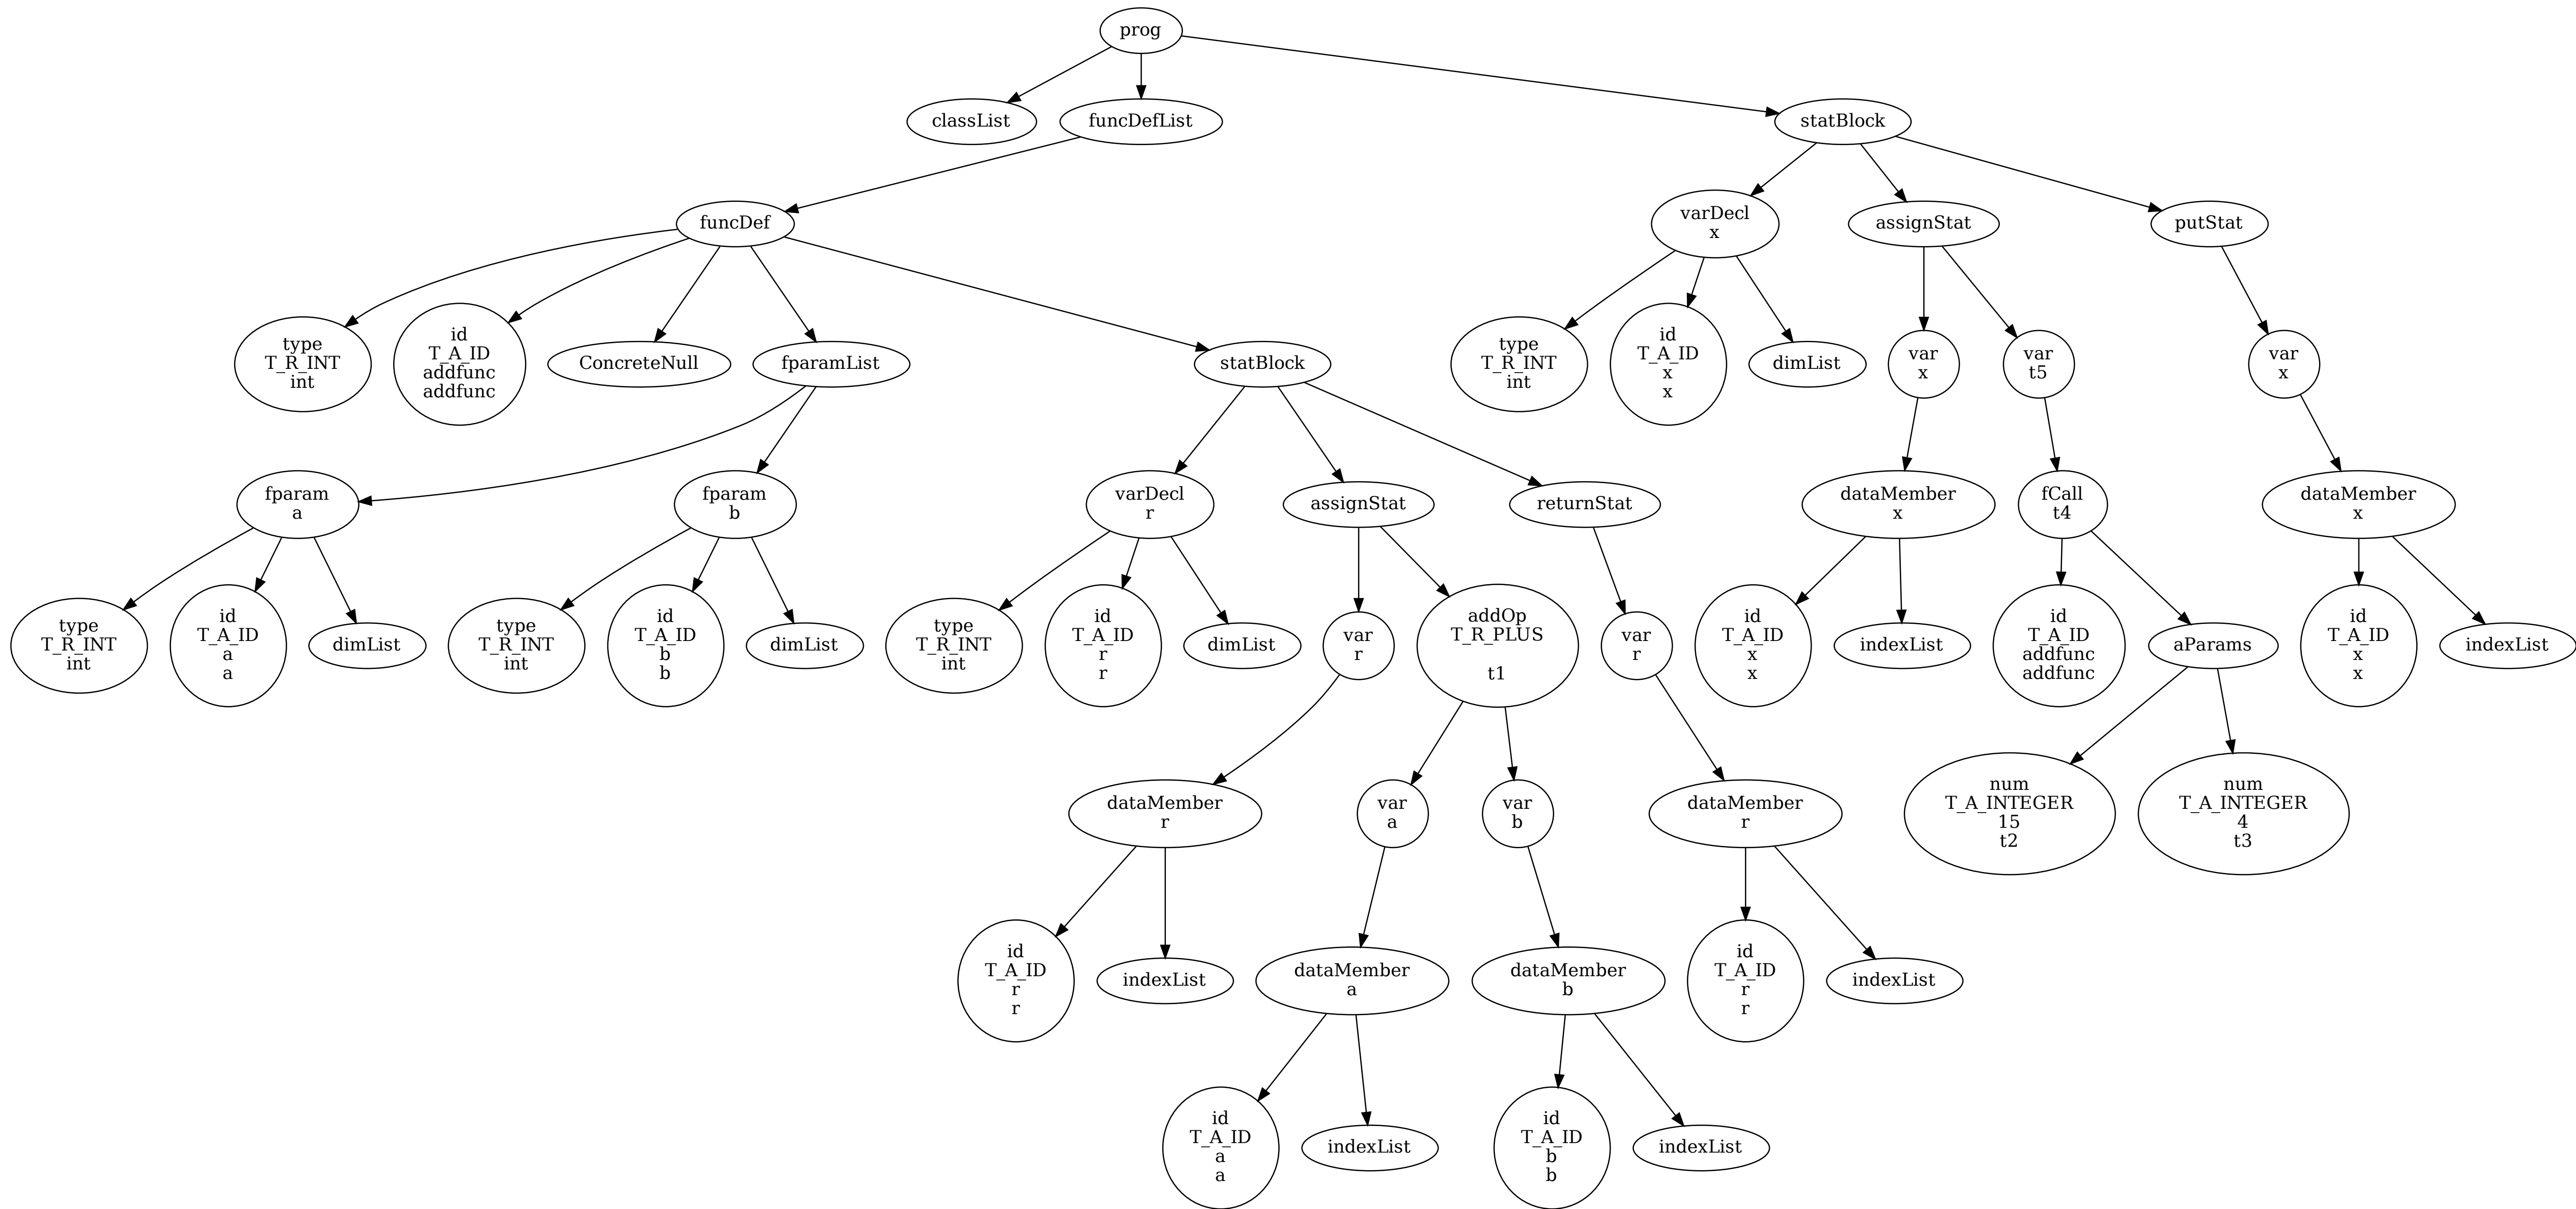 prog
classList
funcDefList
statBlock
funcDef
varDecl
x
assignStat
putStat
type
T_R_INT
int
id
T_A_ID
addfunc
addfunc
ConcreteNull
fparamList
statBlock
type
T_R_INT
int
id
T_A_ID
x
x
dimList
var
x
var
t5
var
x
fparam
a
fparam
b
varDecl
r
assignStat
returnStat
dataMember
x
fCall
t4
dataMember
x
type
T_R_INT
int
id
T_A_ID
a
a
dimList
type
T_R_INT
int
id
T_A_ID
b
b
dimList
type
T_R_INT
int
id
T_A_ID
r
r
dimList
var
r
addOp
T_R_PLUS
t1
var
r
id
T_A_ID
x
x
indexList
id
T_A_ID
addfunc
addfunc
aParams
id
T_A_ID
x
x
indexList
dataMember
r
var
a
var
b
dataMember
r
num
T_A_INTEGER
15
t2
num
T_A_INTEGER
4
t3
id
T_A_ID
r
r
indexList
dataMember
a
dataMember
b
id
T_A_ID
r
r
indexList
id
T_A_ID
a
a
indexList
id
T_A_ID
b
b
indexList